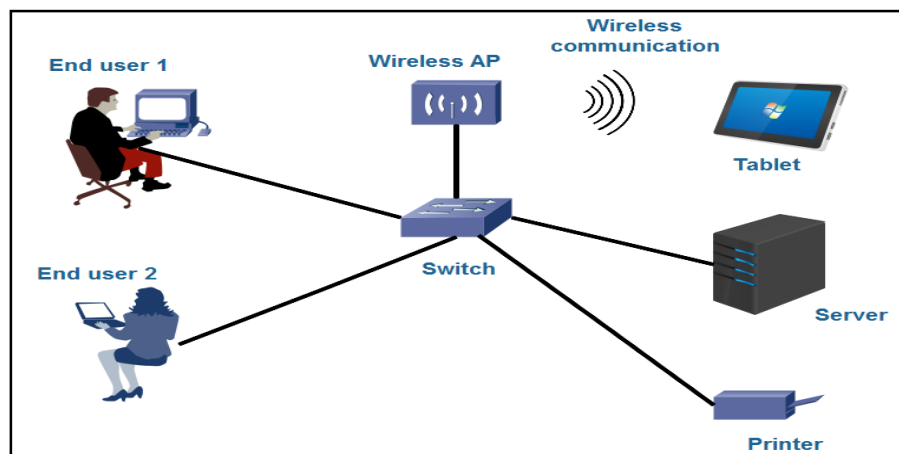 Wireless
communication
End user 1
Wireless AP
Tablet
End user 2
Switch
Server
Printer